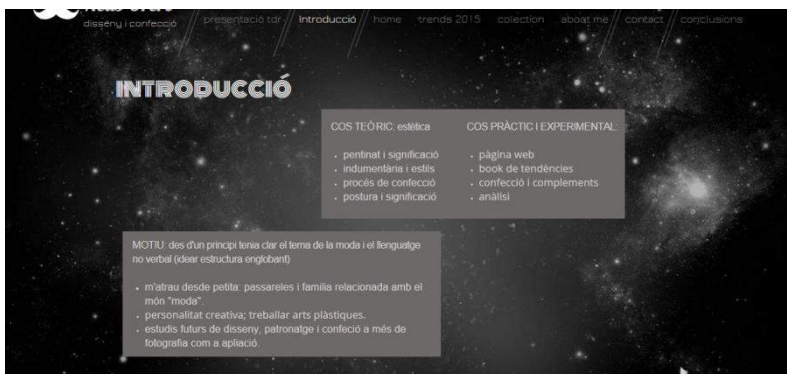 disseny i confecció
presentació tdr // Introducció // home trends 2015 colection about me contact conclusions
INTRODUCCIÓ
COS TEÒRIC: estètica
pentinat i significació
indumentària i estils
procés de confecció
postura i significació
COS PRÀCTIC I EXPERIMENTAL:
pàgina web
book de tendències
confecció i complements
anàlisi
MOTIU: des d'un principi tenia clar el tema de la moda i el llenguatge
no verbal (idear estructura englobant)
m'atrau desde petita: passareles i familia relacionada amb el
món "moda".
personalitat creativa; treballar arts plàstiques.
estudis futurs de disseny, patronatge i confeció a més de
fotografia com a apliació.